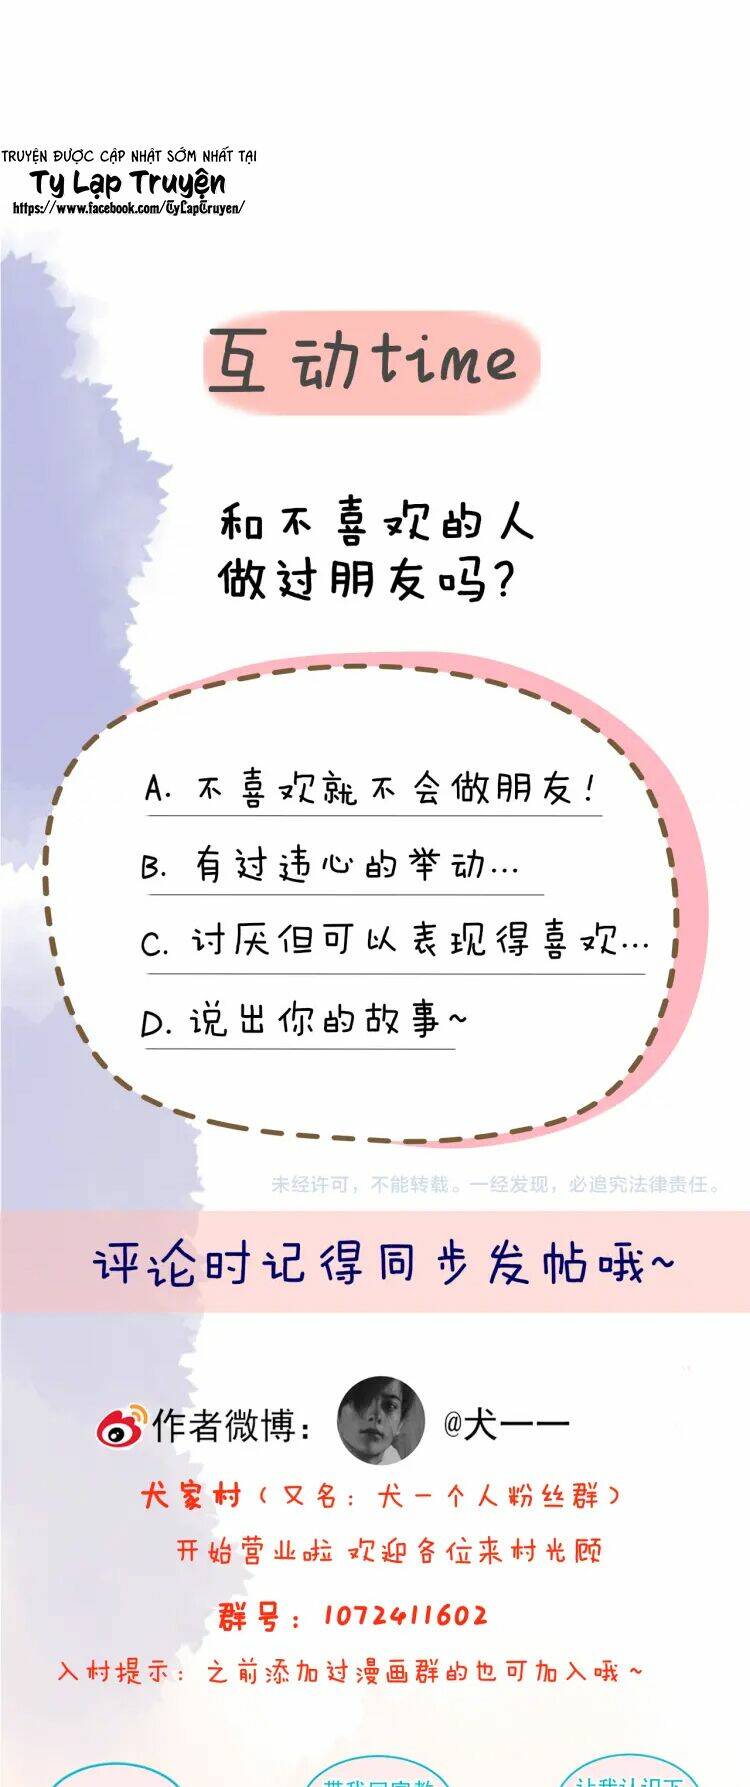 TRUYỆN ĐƯỢC CẬP NHẬT SỚM NHẤT TẠI
Ty Lạp Truyện
https://www.facebook.com/TyLapTruyen/
互动time
和不喜欢的人
做过朋友吗?
A. 不喜欢就不会做朋友!
B. 有过违心的举动...
C. 讨厌但可以表现得喜欢...
D. 说出你的故事~
未经许可，不能转载。一经发现，必追究法律责任。
评论时记得同步发帖哦~
作者微博： @犬一一
犬家村（又名：犬一个人粉丝群）
开始营业啦 欢迎各位来村光顾
群号：1072411602
入村提示：之前添加过漫画群的也可加入哦~
让我认识下